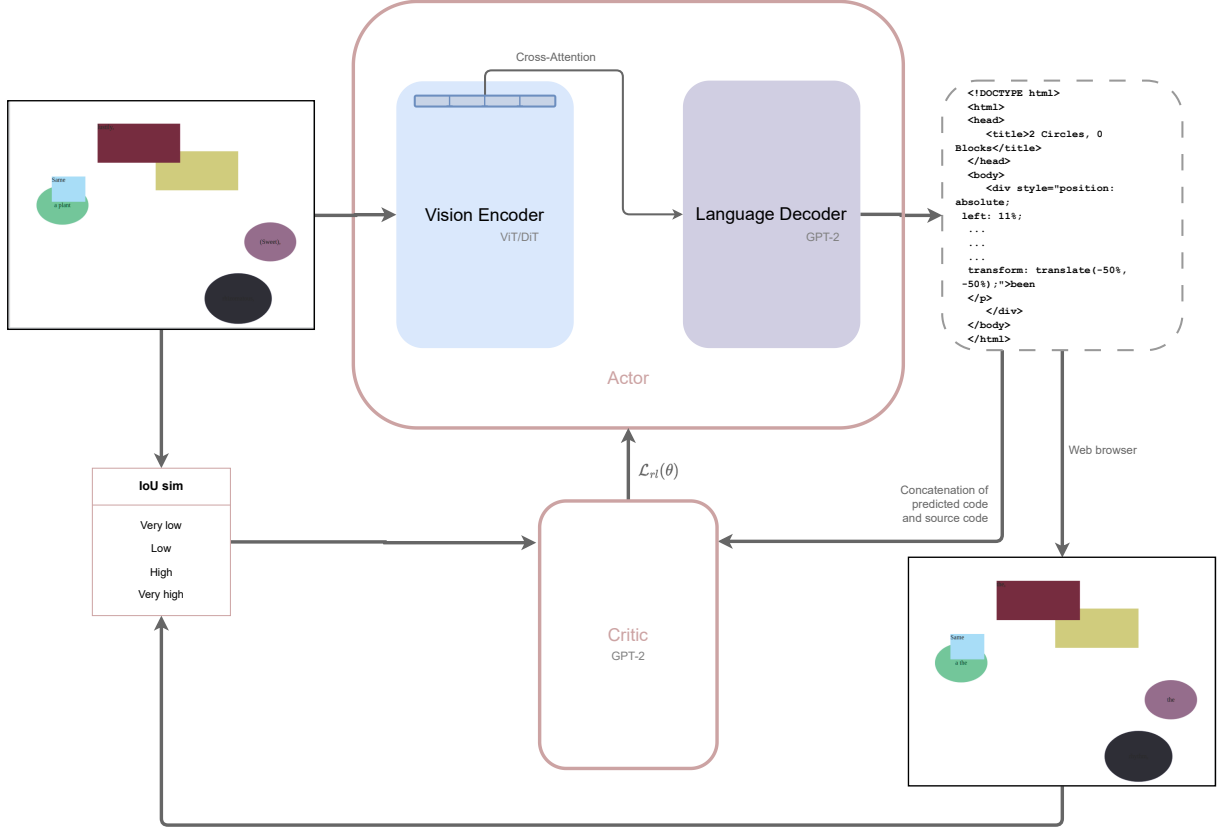 Cross-Attention
Vision Encoder
ViT/DiT
Language Decoder
GPT-2
Actor
Same
a plate
(Sweet),
<!DOCTYPE html>
<html>
<head>
<title>2 Circles, 0
Blocks</title>
</head>
<body>
<div style="position:
absolute;
left: 11%;
...
...
...
transform: translate(-50%,
-50%);">been
</p>
</div>
</body>
</html>
ℒrl(θ)
Web browser
Concatenation of
predicted code
and source code
IoU sim
Very low
Low
High
Very high
Critic
GPT-2
Same
a the
the